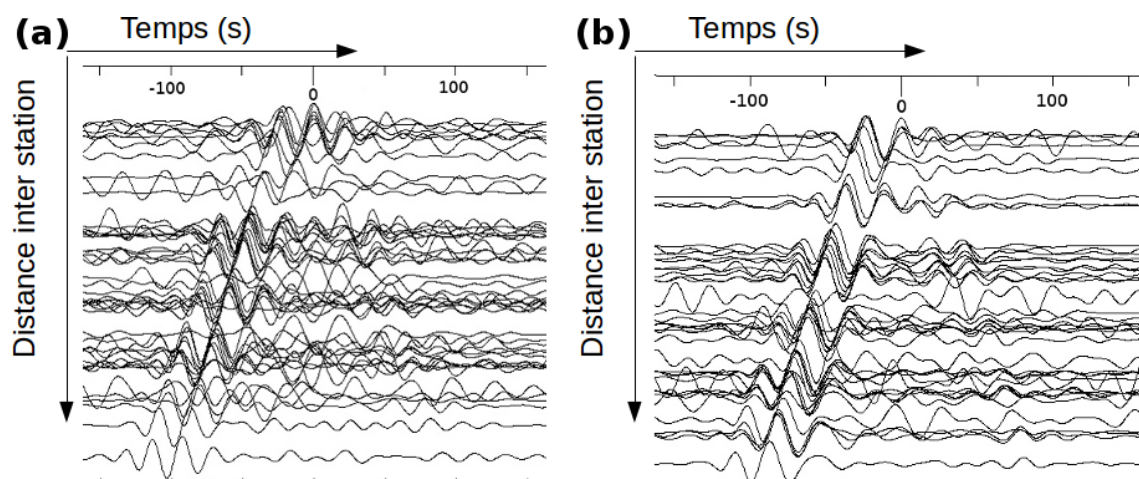 (a)
Temps (s)
-100
0
100
Distance inter station
(b)
Temps (s)
-100
0
100
Distance inter station